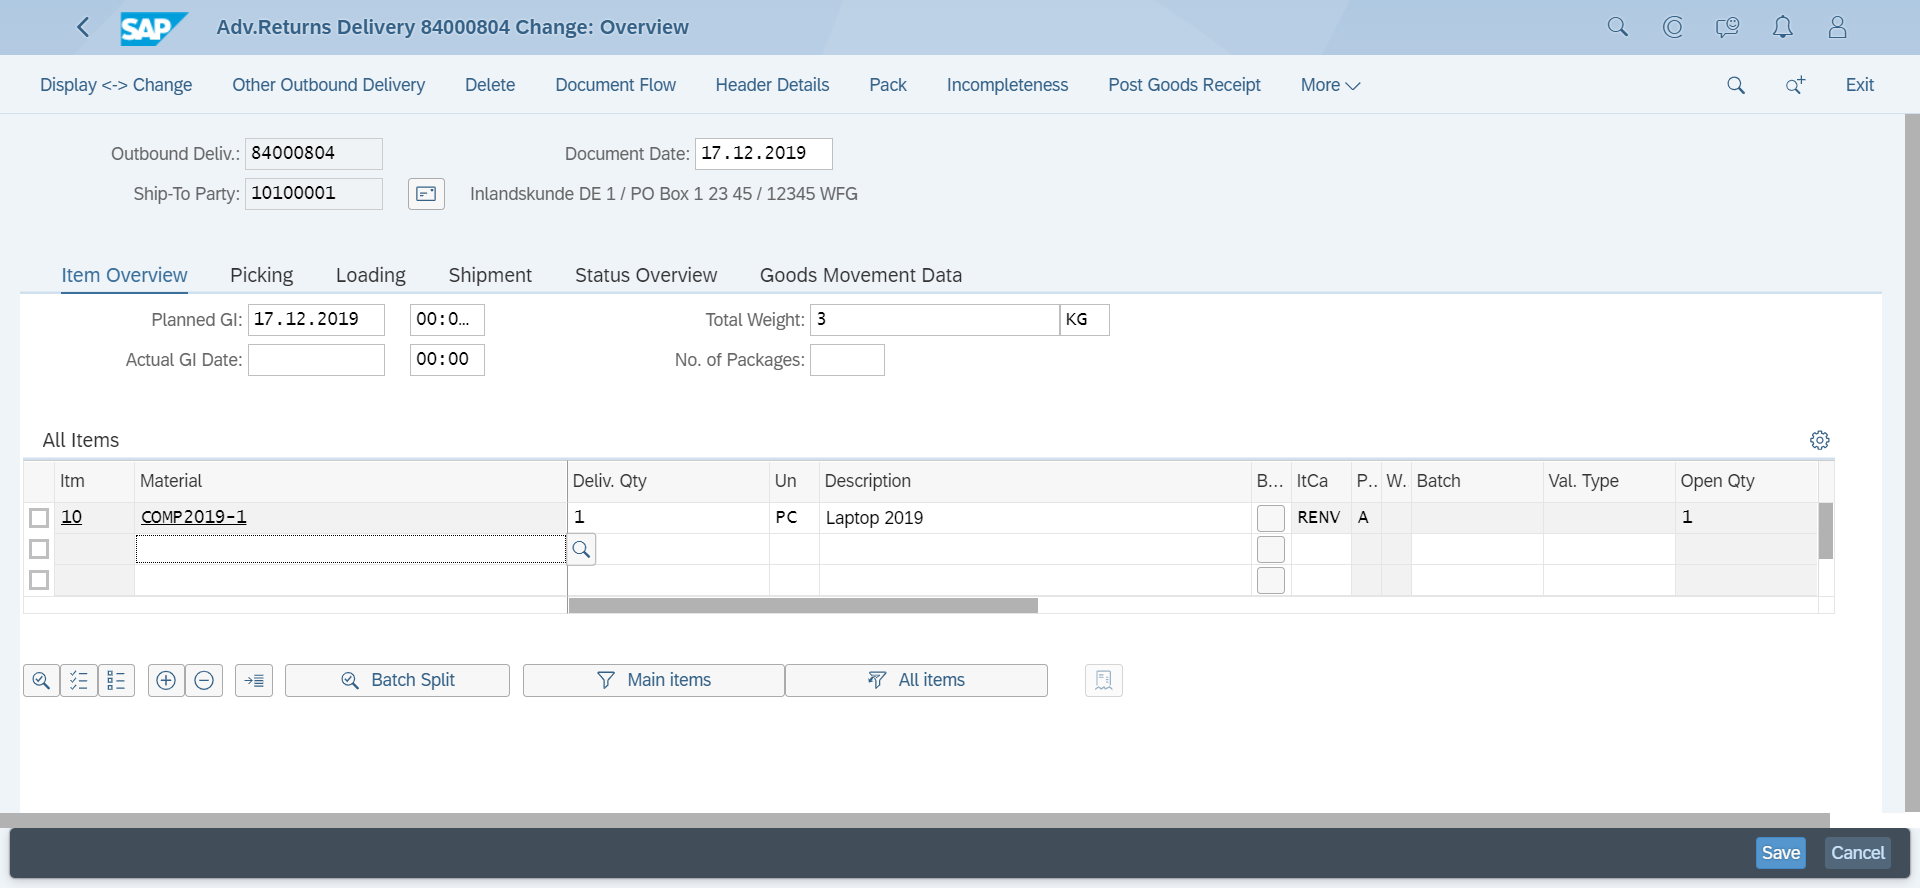 SAP Adv.Returns Delivery 84000804 Change: Overview
Display <-> Change Other Outbound Delivery Delete Document Flow Header Details Pack Incompleteness Post Goods Receipt More Exit
Outbound Deliv.: 84000804 Document Date: 17.12.2019
Ship-To Party: 10100001 Inlandskunde DE 1 / PO Box 1 23 45 / 12345 WFG
Item Overview Picking Loading Shipment Status Overview Goods Movement Data
Planned GI: 17.12.2019 00:0... Total Weight: 3 KG
Actual GI Date: 00:00 No. of Packages:
All Items
Itm Material Deliv. Qty Un Description B... ItCa P.. W. Batch Val. Type Open Qty
10 COMP2019-1 1 PC Laptop 2019 RENV A 1
Batch Split Main items All items
Save Cancel